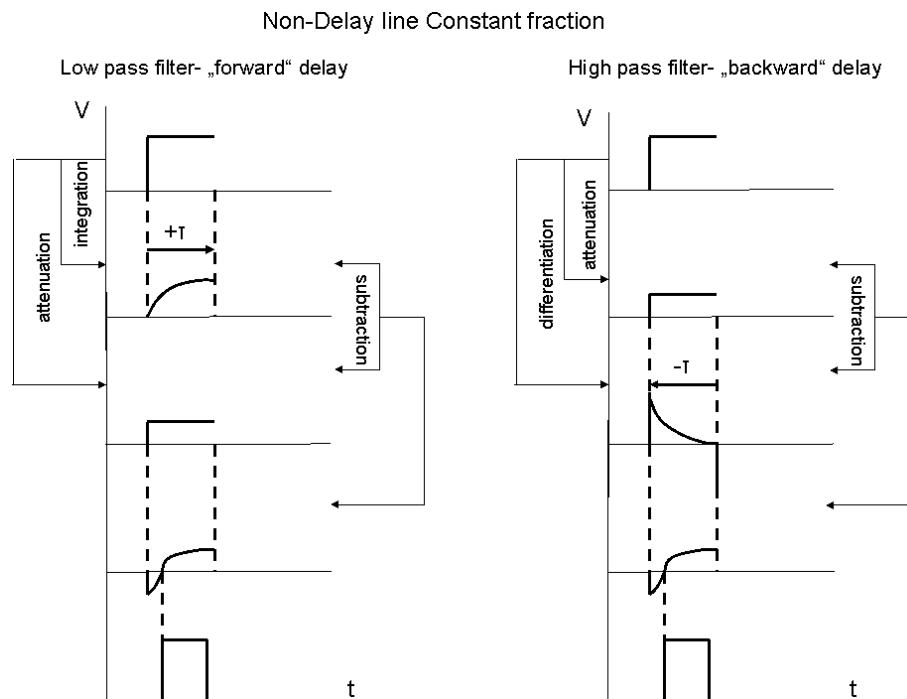 Non-Delay line Constant fraction
Low pass filter- „forward“ delay
V
integration
attenuation
+τ
subtraction
t
High pass filter- „backward“ delay
V
attenuation
differentiation
-τ
subtraction
t